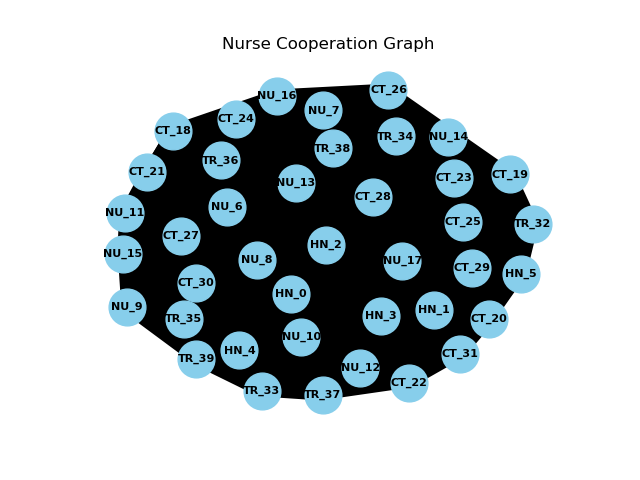 Nurse Cooperation Graph
CT_26
NU_16
NU_7
CT_24
CT_18
TR_34
NU_14
TR_38
TR_36
CT_21
CT_19
CT_23
NU_13
CT_28
NU_6
NU_11
CT_25
TR_32
CT_27
HN_2
NU_15
NU_8
NU_17
CT_29
HN_5
CT_30
HN_0
NU_9
HN_1
HN_3
TR_35
CT_20
NU_10
HN_4
CT_31
TR_39
NU_12
CT_22
TR_33
TR_37